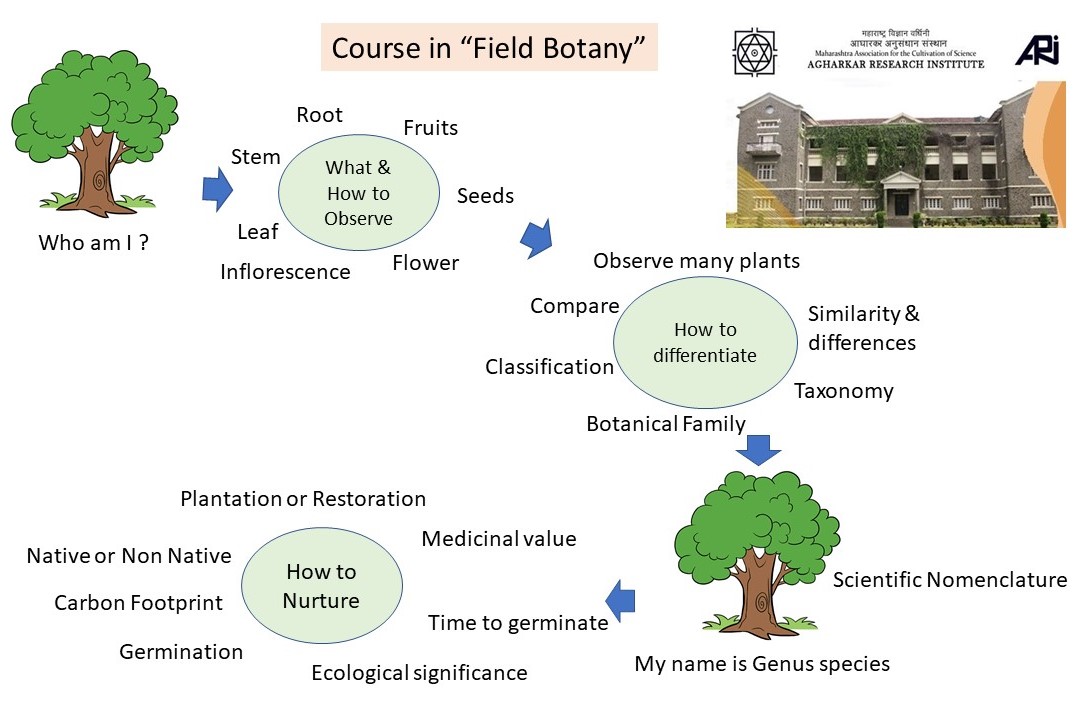 Course in “Field Botany”
महाराष्ट्र विज्ञान वर्धिनी
आघारकर अनुसंधान संस्थान
Maharashtra Association for the Cultivation of Science
AGHARKAR RESEARCH INSTITUTE
ARi
Who am I ?
Root
Fruits
Stem
Seeds
Leaf
Inflorescence
Flower
What &
How to
Observe
Observe many plants
Compare
Similarity &
differences
Classification
Taxonomy
Botanical Family
How to
differentiate
Scientific Nomenclature
My name is Genus species
Plantation or Restoration
Medicinal value
Native or Non Native
Carbon Footprint
Time to germinate
Germination
Ecological significance
How to
Nurture